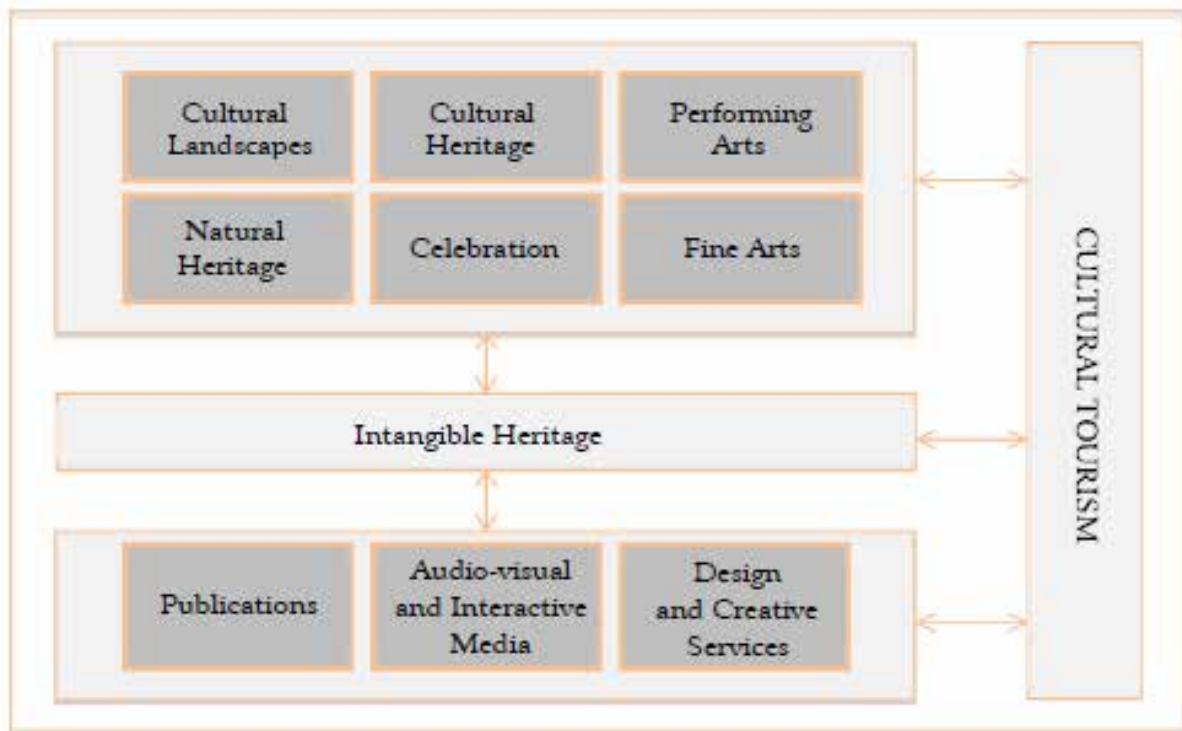 Cultural
Landscapes
Cultural
Heritage
Performing
Arts
Natural
Heritage
Celebration
Fine Arts
Intangible Heritage
Publications
Audio-visual
and Interactive
Media
Design
and Creative
Services
CULTURAL TOURISM